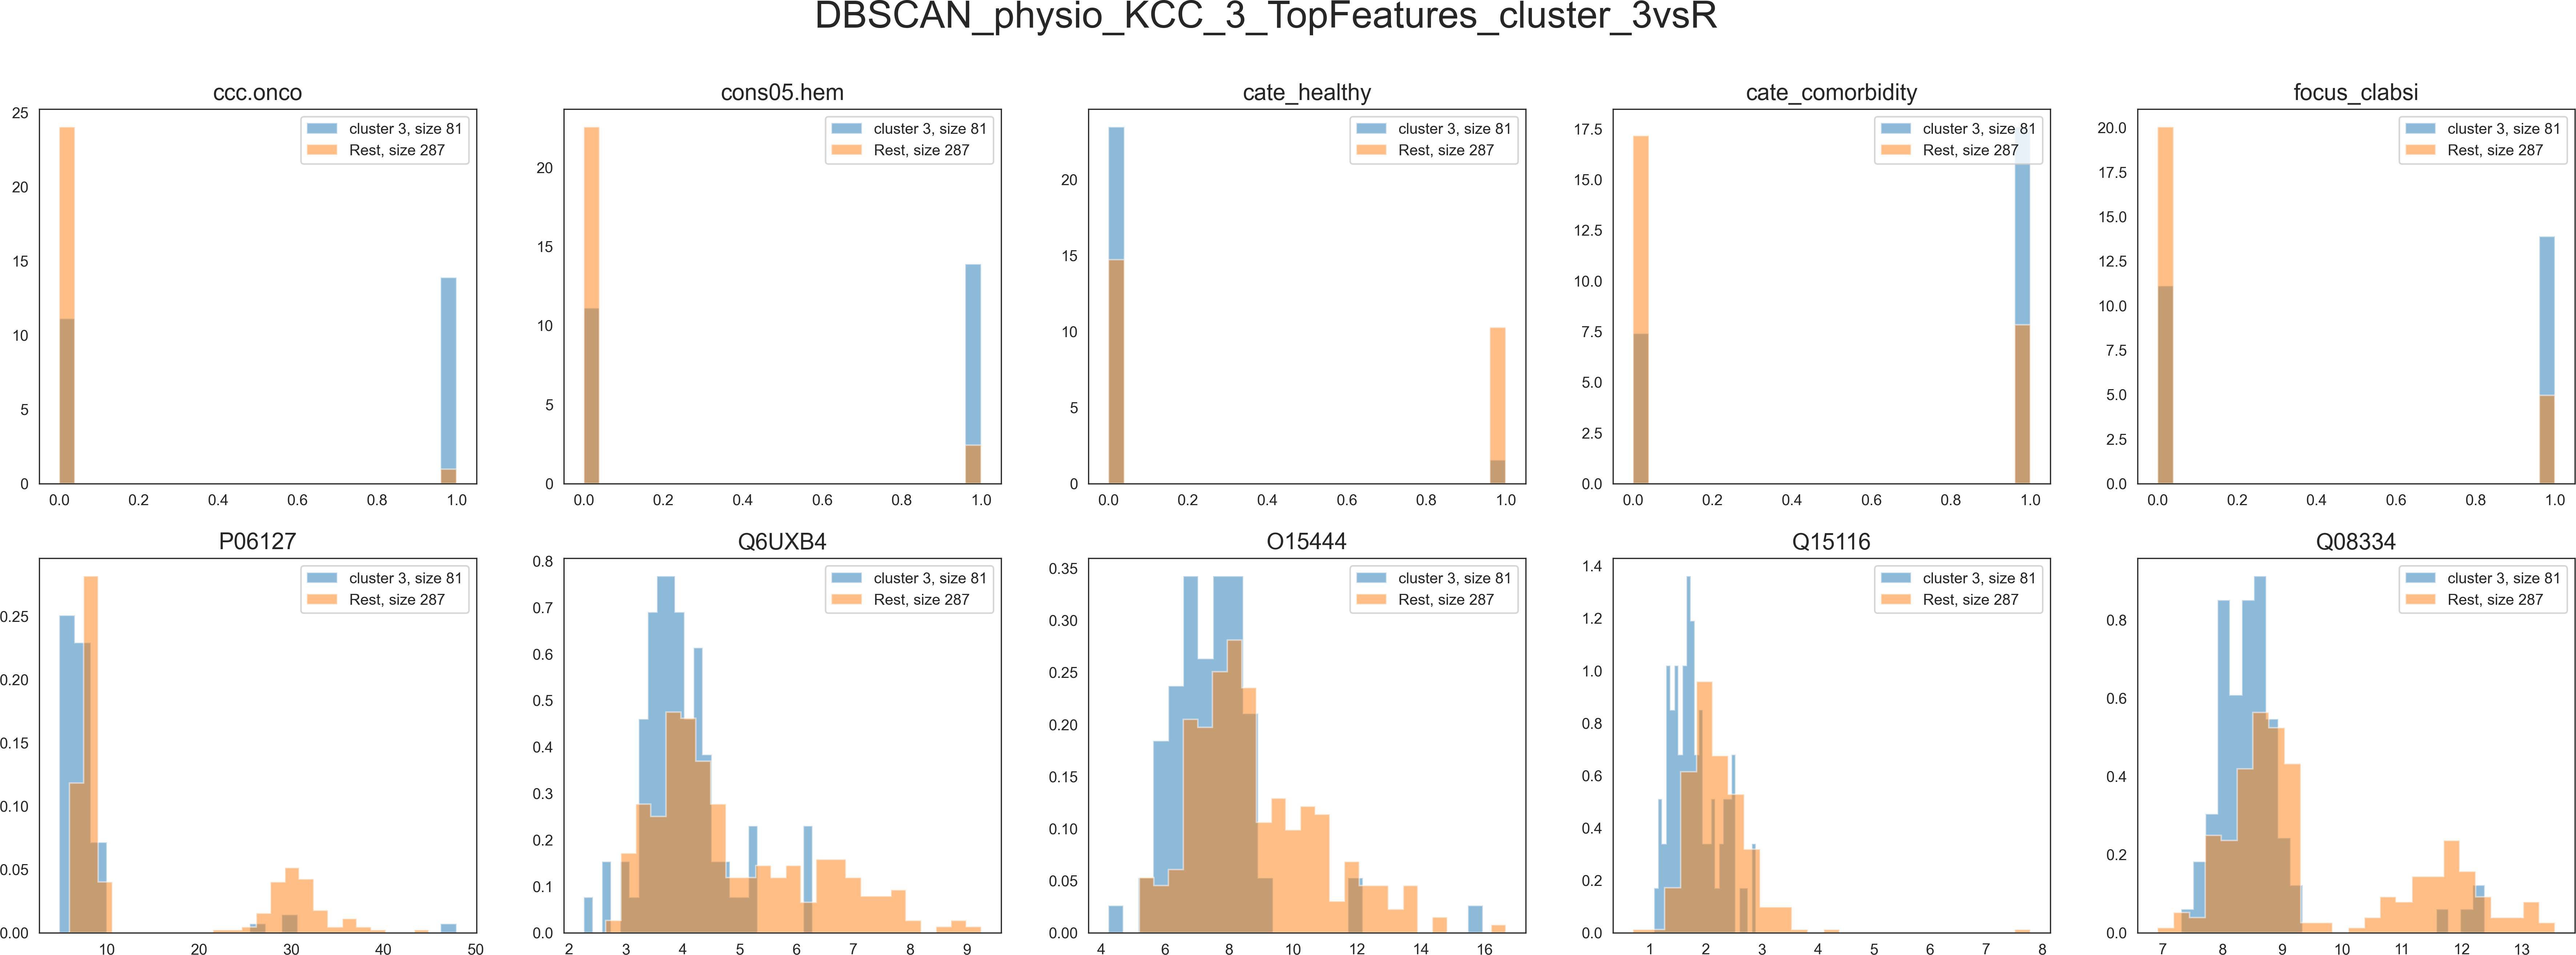 DBSCAN_physio_KCC_3_TopFeatures_cluster_3vsR
ccc.onco
cons05.hem
cate_healthy
cate_comorbidity
focus_clabsi
25
20
15
10
5
0
0.0 0.2 0.4 0.6 0.8 1.0
cluster 3, size 81
Rest, size 287
20
15
10
5
0
0.0 0.2 0.4 0.6 0.8 1.0
cluster 3, size 81
Rest, size 287
20
15
10
5
0
0.0 0.2 0.4 0.6 0.8 1.0
cluster 3, size 81
Rest, size 287
17.5
15.0
12.5
10.0
7.5
5.0
2.5
0.0
0.0 0.2 0.4 0.6 0.8 1.0
cluster 3, size 81
Rest, size 287
20.0
17.5
15.0
12.5
10.0
7.5
5.0
2.5
0.0
0.0 0.2 0.4 0.6 0.8 1.0
cluster 3, size 81
Rest, size 287
P06127
Q6UXB4
O15444
Q15116
Q08334
0.25
0.20
0.15
0.10
0.05
0.00
10 20 30 40 50
cluster 3, size 81
Rest, size 287
0.8
0.7
0.6
0.5
0.4
0.3
0.2
0.1
0.0
2 3 4 5 6 7 8 9
cluster 3, size 81
Rest, size 287
0.35
0.30
0.25
0.20
0.15
0.10
0.05
0.00
4 6 8 10 12 14 16
cluster 3, size 81
Rest, size 287
1.4
1.2
1.0
0.8
0.6
0.4
0.2
0.0
1 2 3 4 5 6 7 8
cluster 3, size 81
Rest, size 287
0.8
0.6
0.4
0.2
0.0
7 8 9 10 11 12 13
cluster 3, size 81
Rest, size 287